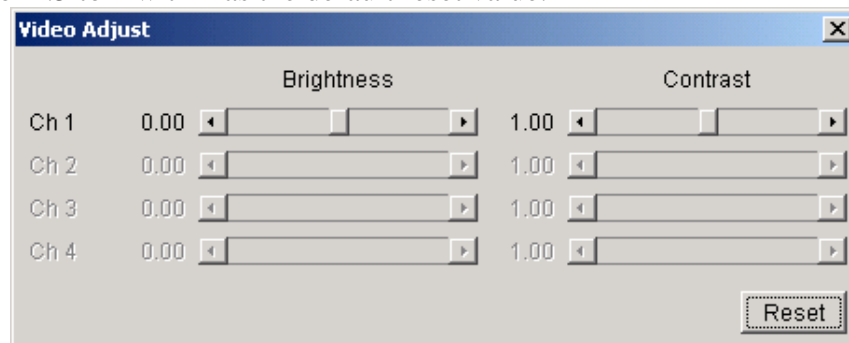 Video Adjust
Brightness Contrast
Ch 1 0.00 1.00
Ch 2 0.00 1.00
Ch 3 0.00 1.00
Ch 4 0.00 1.00
Reset